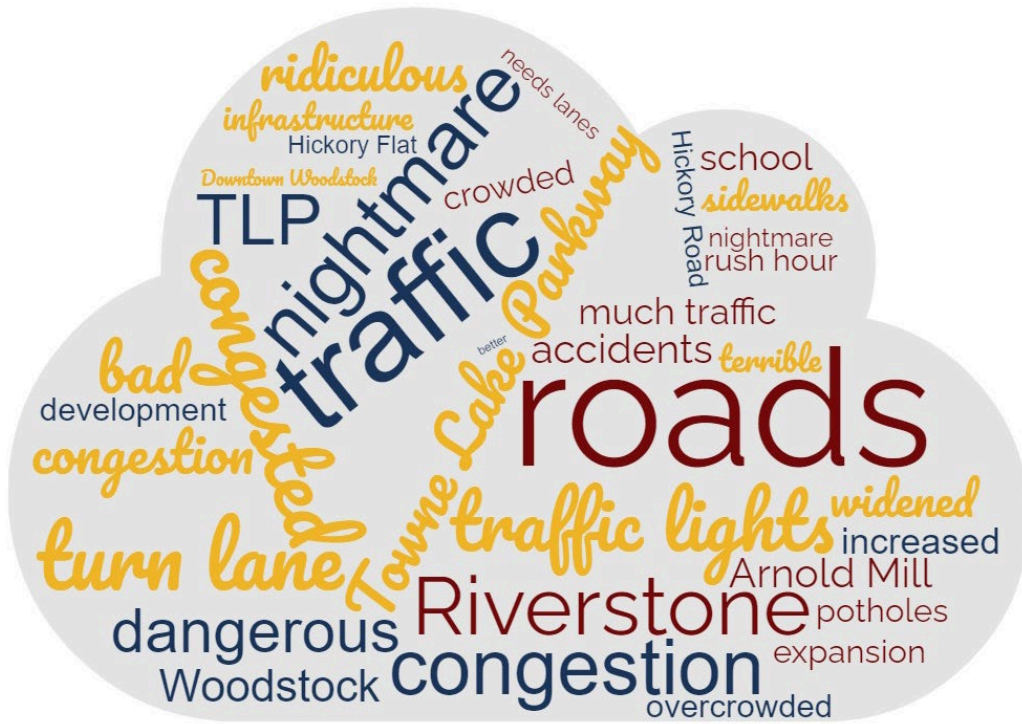 ridiculous
needs lanes
infrastructure
Hickory Flat
nightmare
Downtown Woodstock
crowded
TLP
Hickory Road
school
sidewalks
nightmare
rush hour
congested
traffic
Towne Lake Parkway
much traffic
better
accidents
terrible
bad
development
roads
congestion
traffic lights
widened
turn lane
increased
Arnold Mill
Riverstone
potholes
dangerous
congestion
expansion
Woodstock
overcrowded